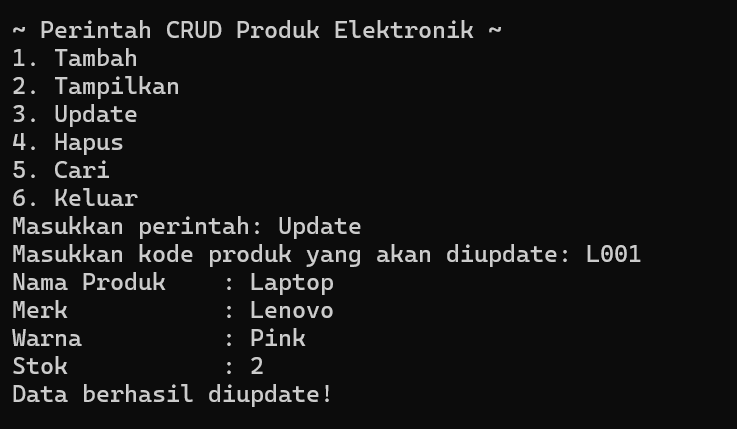 ~ Perintah CRUD Produk Elektronik ~
1. Tambah
2. Tampilkan
3. Update
4. Hapus
5. Cari
6. Keluar
Masukkan perintah: Update
Masukkan kode produk yang akan diupdate: L001
Nama Produk    : Laptop
Merk           : Lenovo
Warna          : Pink
Stok           : 2
Data berhasil diupdate!